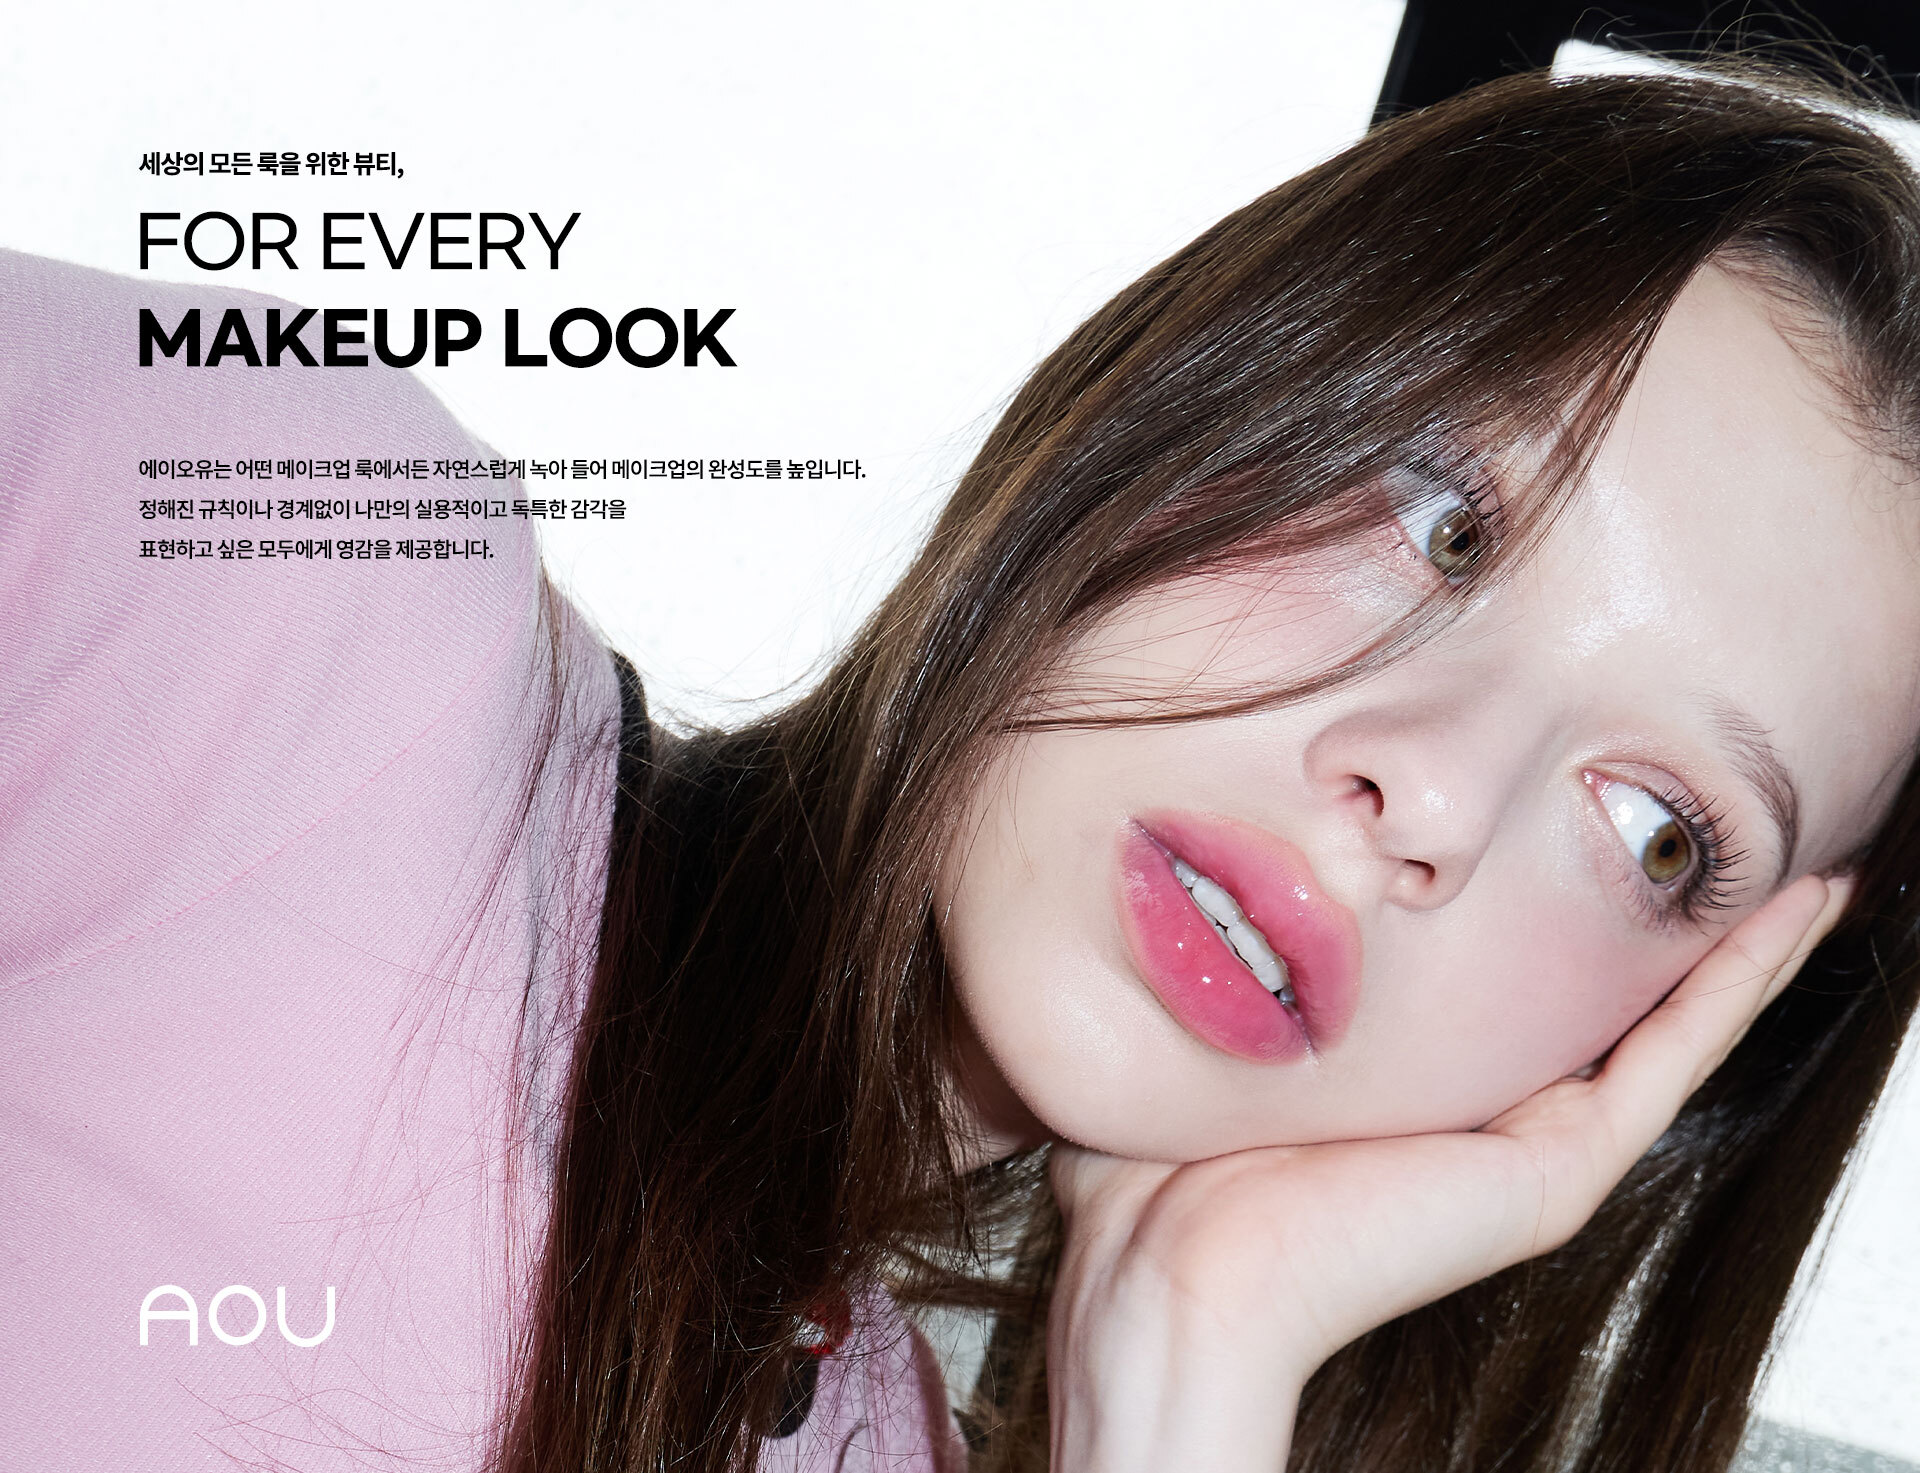 세상의 모든 룩을 위한 뷰티,
FOR EVERY
MAKEUP LOOK
에이오유는 어떤 메이크업 룩에서든 자연스럽게 녹아 들어 메이크업의 완성도를 높입니다.
정해진 규칙이나 경계없이 나만의 실용적이고 독특한 감각을
표현하고 싶은 모두에게 영감을 제공합니다.
AOU